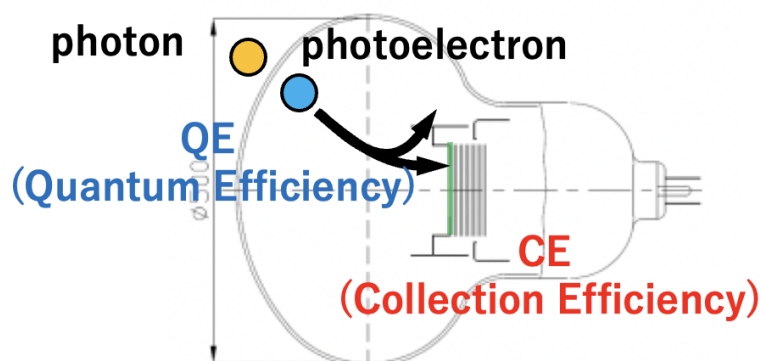 photon
photoelectron
QE
(Quantum Efficiency)
CE
(Collection Efficiency)